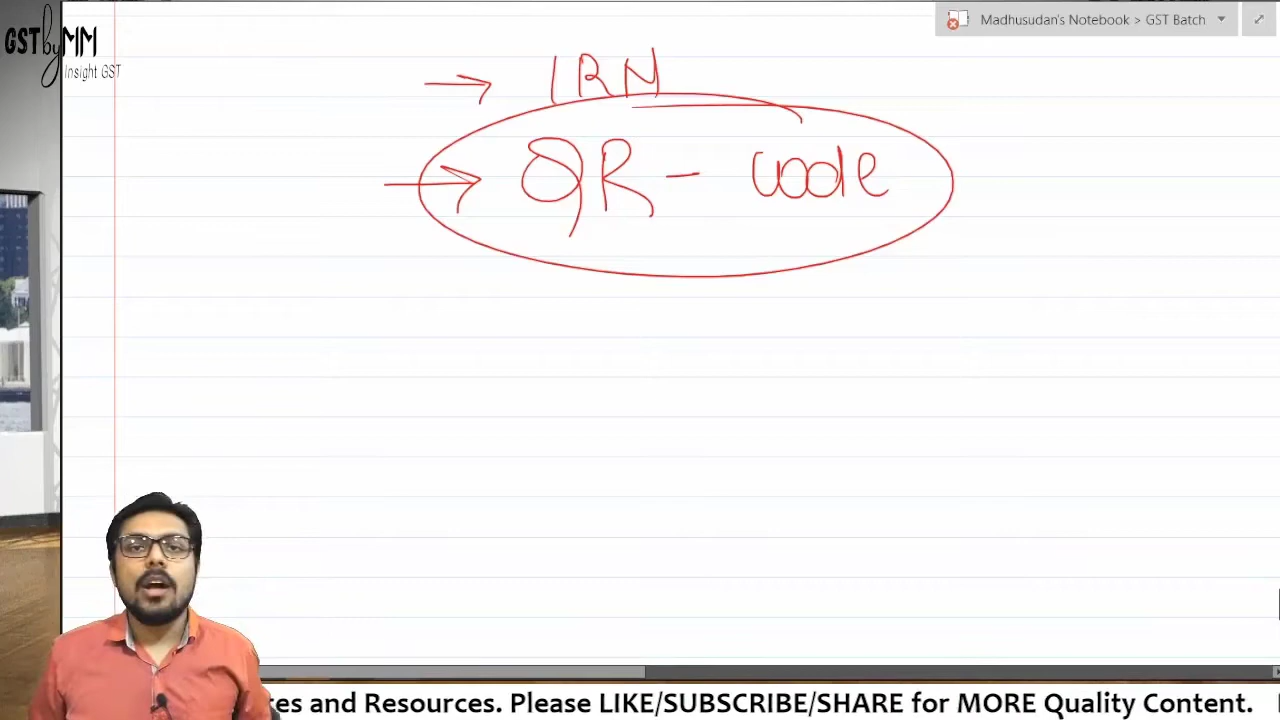 GST by MM
Insight GST
Madhusudan's Notebook > GST Batch
→ IRN
→ QR - code
res and Resources. Please LIKE/SUBSCRIBE/SHARE for MORE Quality Content.